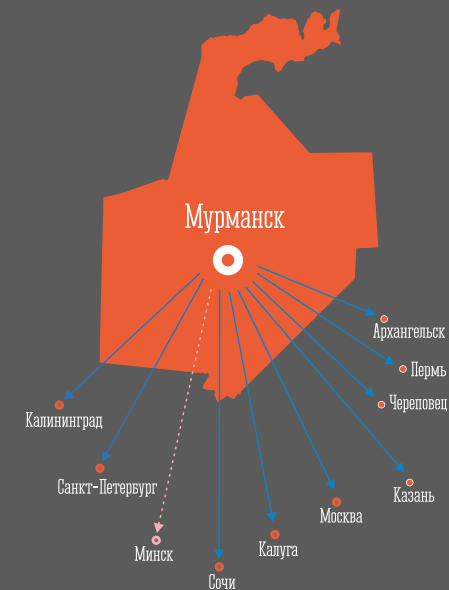 Мурманск
Архангельск
Пермь
Череповец
Калининград
Санкт-Петербург
Казань
Москва
Минск
Калуга
Сочи